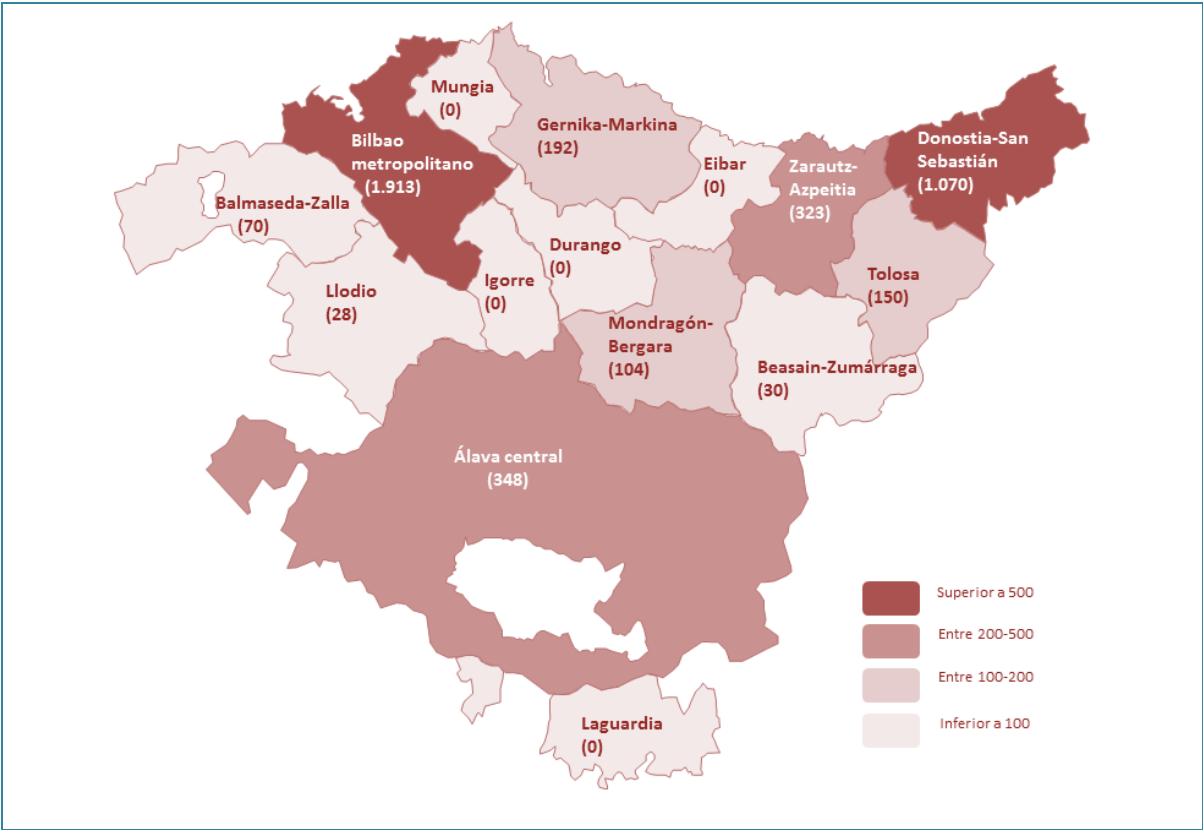 Mungia
(0)
Bilbao
metropolitano
(1.913)
Gernika-Markina
(192)
Eibar
(0)
Zarautz-
Azpeitia
(323)
Donostia-San
Sebastián
(1.070)
Balmaseda-Zalla
(70)
Llodio
(28)
Igorre
(0)
Durango
(0)
Tolosa
(150)
Mondragón-
Bergara
(104)
Beasain-Zumárraga
(30)
Álava central
(348)
Laguardia
(0)
Superior a 500
Entre 200-500
Entre 100-200
Inferior a 100